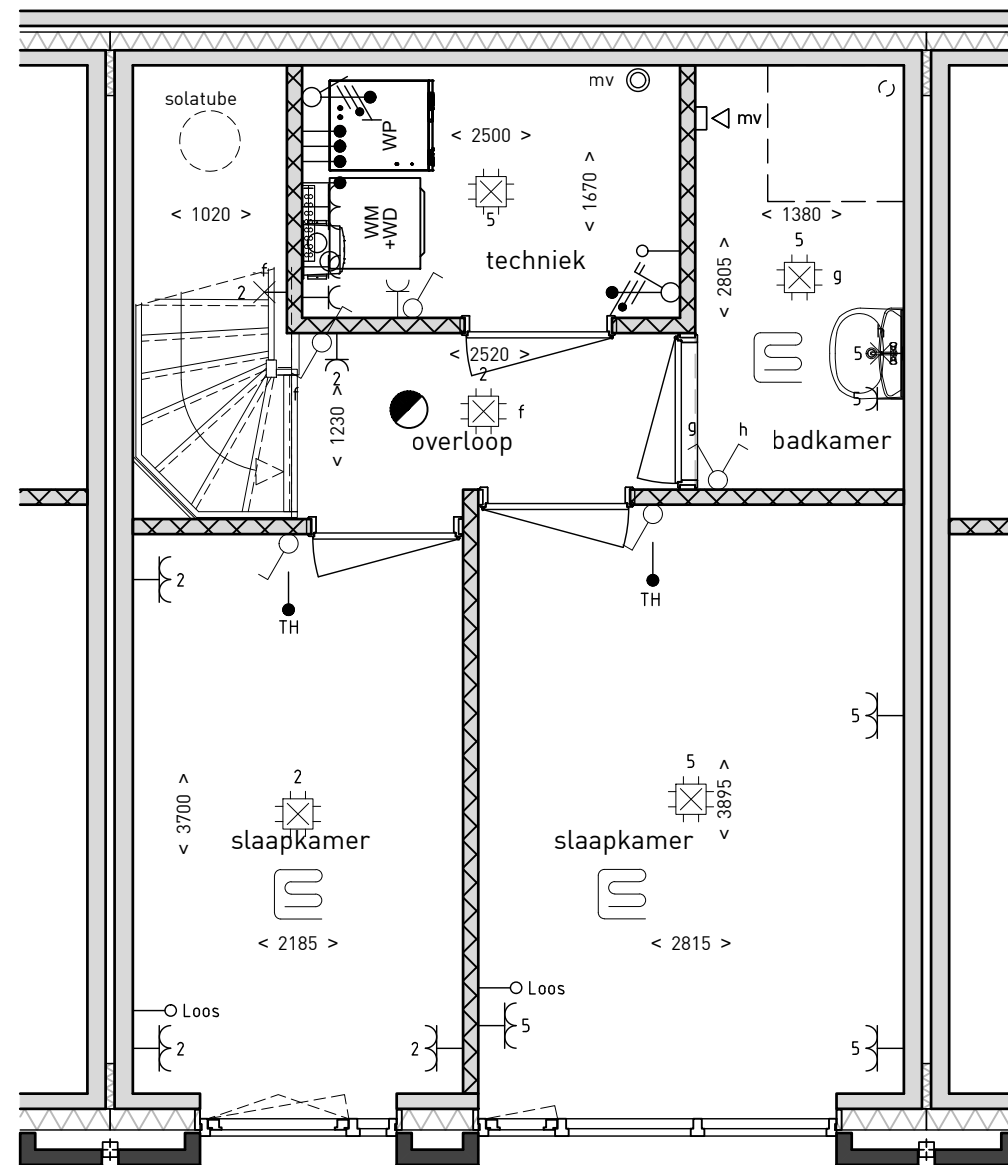 solatube
mv
WP
< 2500 >
mv
< 1670 >
5
< 1020 >
WM
+WD
< 1380 >
techniek
< 2805 >
5
g
f
2
< 2520 >
5
2
2
f
f
< 1230 >
5
overloop
g
h
badkamer
2
TH
TH
5
2
5
< 3700 >
< 3895 >
slaapkamer
slaapkamer
< 2185 >
< 2815 >
Loos
Loos
5
2
2
5